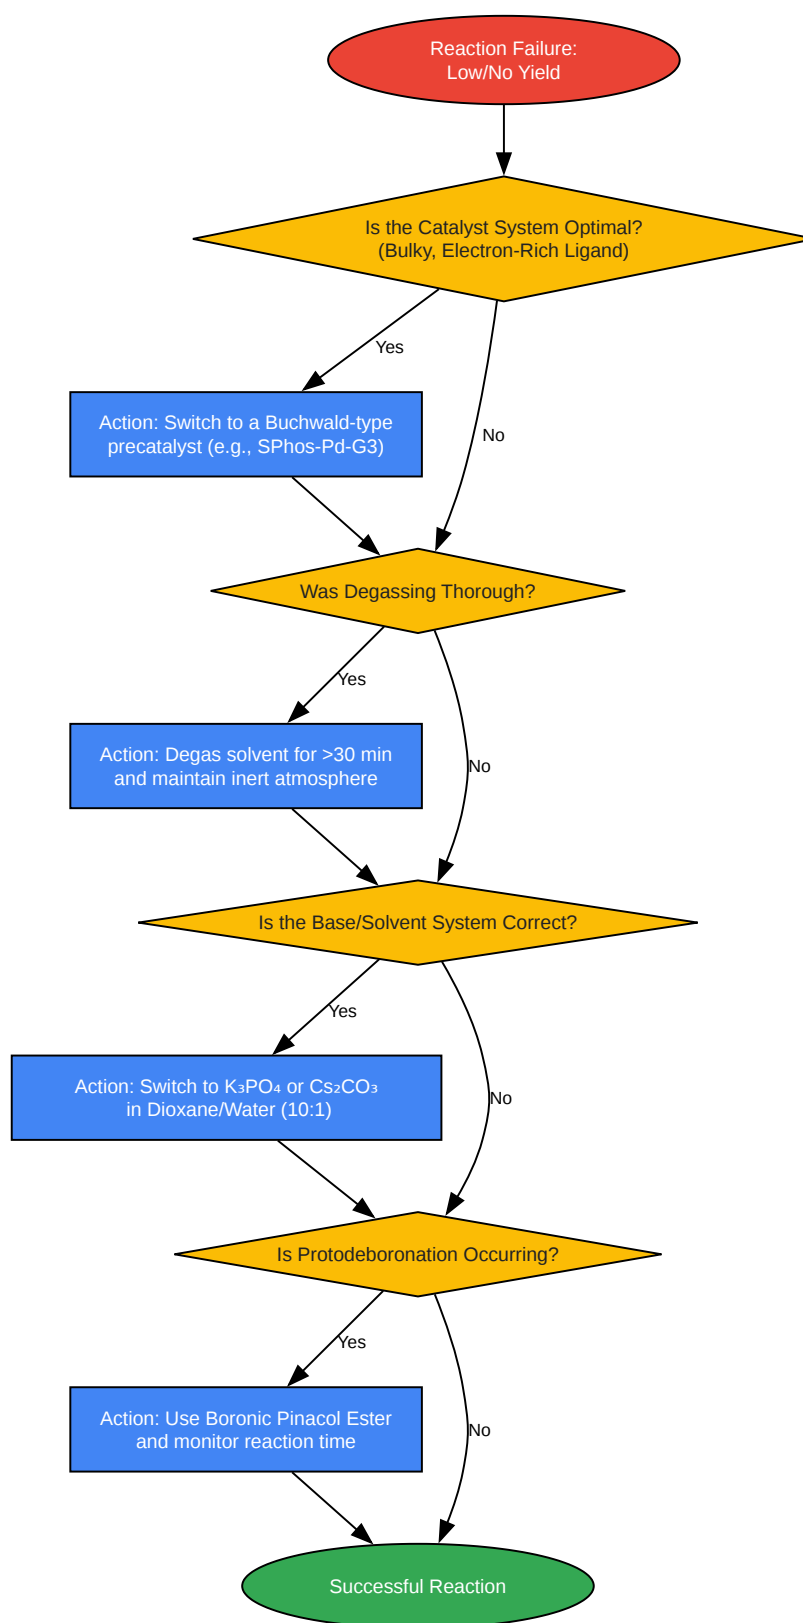 Reaction Failure:
Low/No Yield
Is the Catalyst System Optimal?
(Bulky, Electron-Rich Ligand)
Yes
Action: Switch to a Buchwald-type
precatalyst (e.g., SPhos-Pd-G3)
No
Was Degassing Thorough?
Yes
Action: Degas solvent for >30 min
and maintain inert atmosphere
No
Is the Base/Solvent System Correct?
Yes
Action: Switch to K₃PO₄ or Cs₂CO₃
in Dioxane/Water (10:1)
No
Is Protodeboronation Occurring?
Yes
Action: Use Boronic Pinacol Ester
and monitor reaction time
No
Successful Reaction